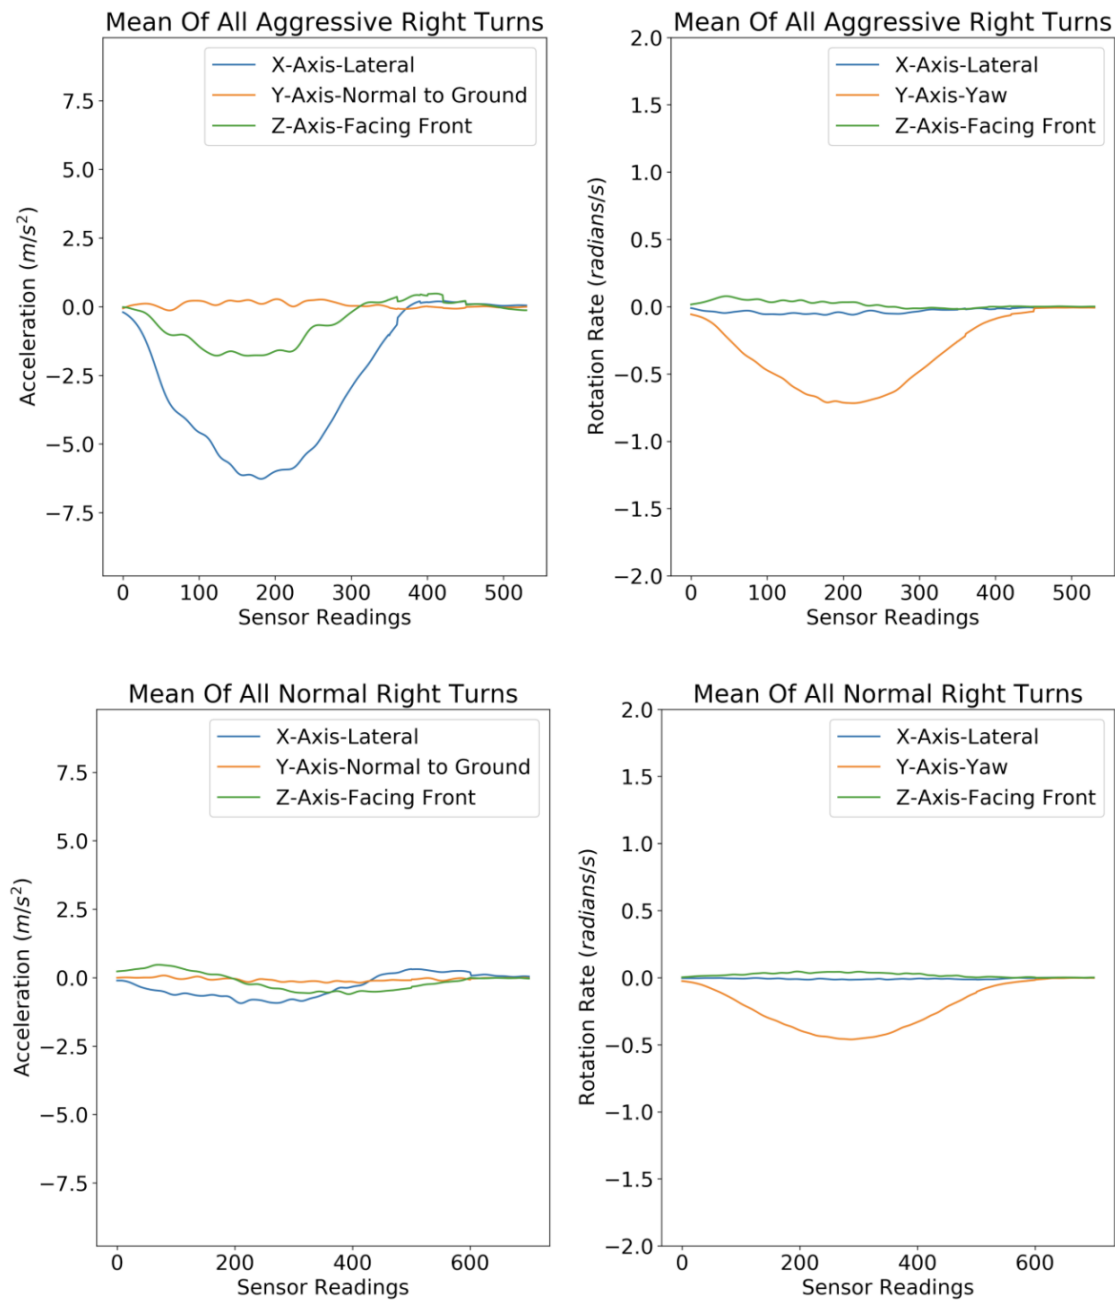 Mean Of All Aggressive Right Turns
X-Axis-Lateral
Y-Axis-Normal to Ground
Z-Axis-Facing Front
7.5
5.0
2.5
0.0
−2.5
−5.0
−7.5
Acceleration (m/s²)
0 100 200 300 400 500
Sensor Readings
Mean Of All Aggressive Right Turns
X-Axis-Lateral
Y-Axis-Yaw
Z-Axis-Facing Front
2.0
1.5
1.0
0.5
0.0
−0.5
−1.0
−1.5
−2.0
Rotation Rate (radians/s)
0 100 200 300 400 500
Sensor Readings
Mean Of All Normal Right Turns
X-Axis-Lateral
Y-Axis-Normal to Ground
Z-Axis-Facing Front
7.5
5.0
2.5
0.0
−2.5
−5.0
−7.5
Acceleration (m/s²)
0 200 400 600
Sensor Readings
Mean Of All Normal Right Turns
X-Axis-Lateral
Y-Axis-Yaw
Z-Axis-Facing Front
2.0
1.5
1.0
0.5
0.0
−0.5
−1.0
−1.5
−2.0
Rotation Rate (radians/s)
0 200 400 600
Sensor Readings